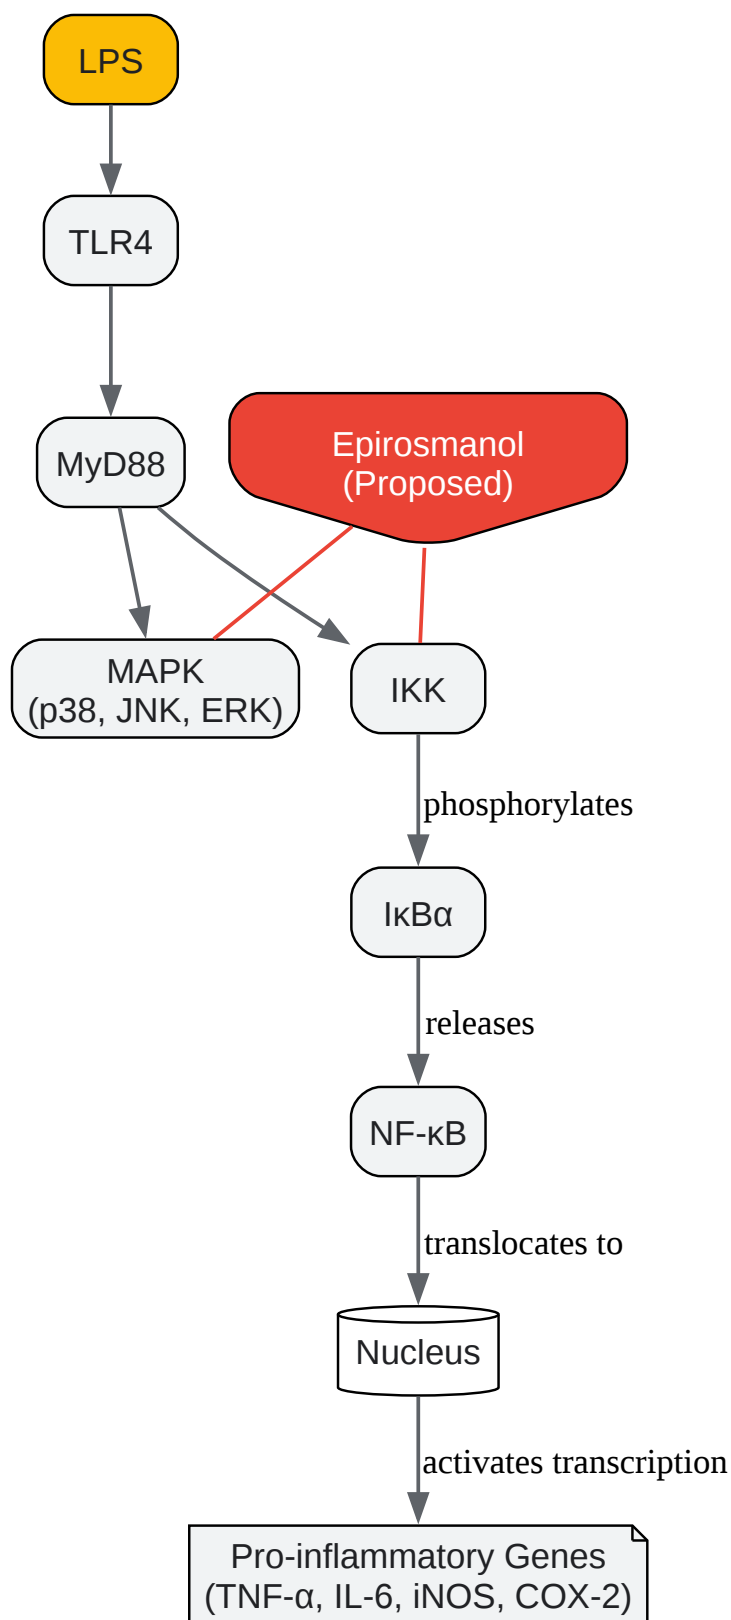 LPS
TLR4
MyD88
Epirosmanol
(Proposed)
MAPK
(p38, JNK, ERK)
IKK
phosphorylates
IκBα
releases
NF-κB
translocates to
Nucleus
activates transcription
Pro-inflammatory Genes
(TNF-α, IL-6, iNOS, COX-2)